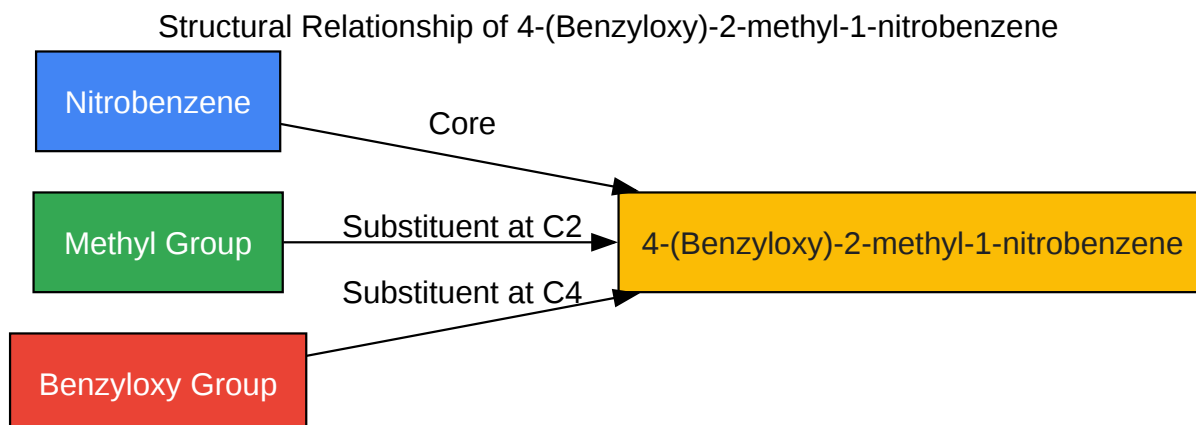 Structural Relationship of 4-(Benzyloxy)-2-methyl-1-nitrobenzene
Nitrobenzene
Core
Methyl Group
Substituent at C2
4-(Benzyloxy)-2-methyl-1-nitrobenzene
Substituent at C4
Benzyloxy Group